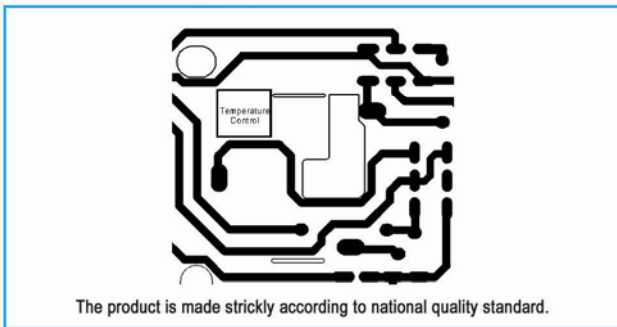 Temperature
Control
The product is made strickly according to national quality standard.